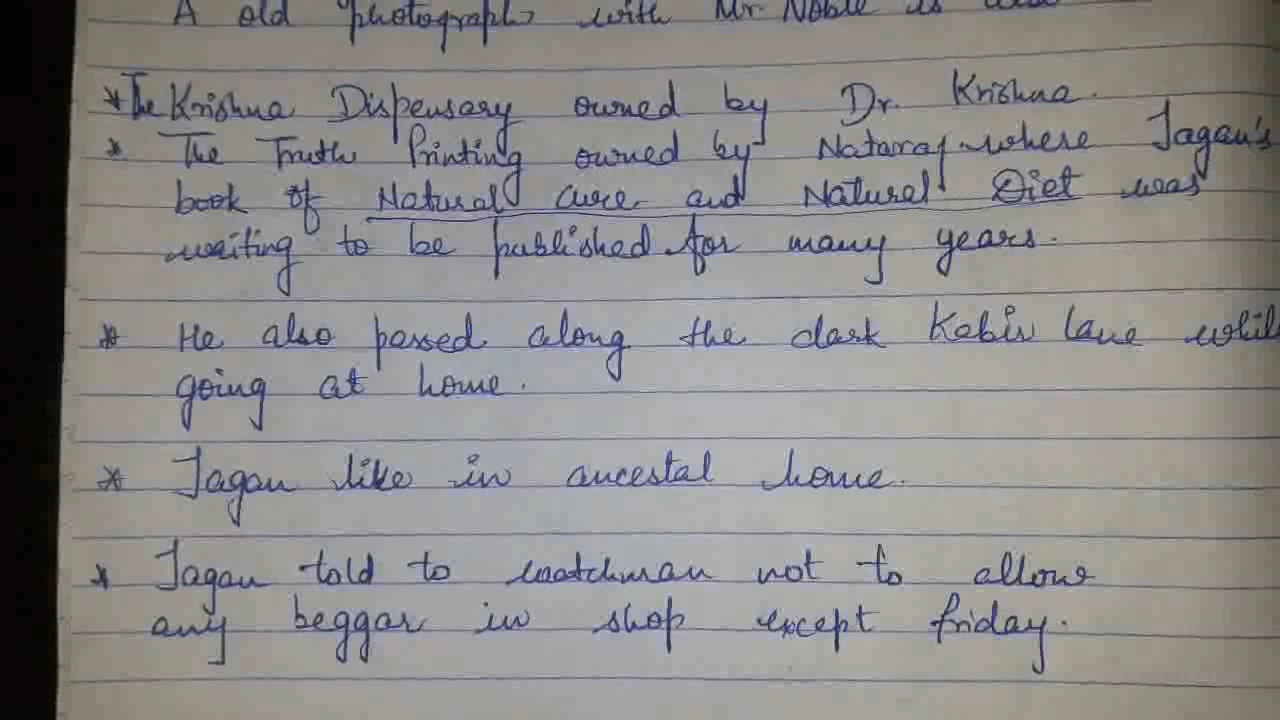 A old photograph with Mr. Noble is
*The Krishna Dispensary owned by Dr. Krishna.
* The Truth Printing owned by Nataraj where Jagan's
book of Natural Cure and Natural Diet was
waiting to be published for many years.
* He also passed along the dark Kabir Lane whil
going at home.
* Jagan like in ancestal home.
* Jagan told to watchman not to allow
any beggar in shop except friday.